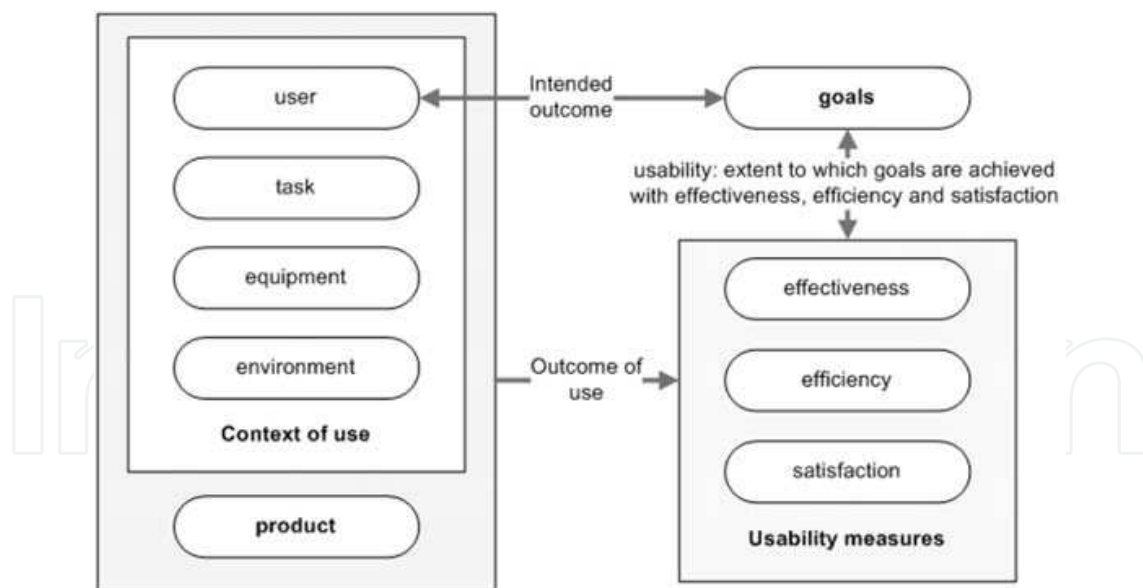 user
Intended
outcome
goals
task
usability: extent to which goals are achieved
with effectiveness, efficiency and satisfaction
equipment
effectiveness
environment
Outcome of
use
efficiency
Context of use
satisfaction
product
Usability measures